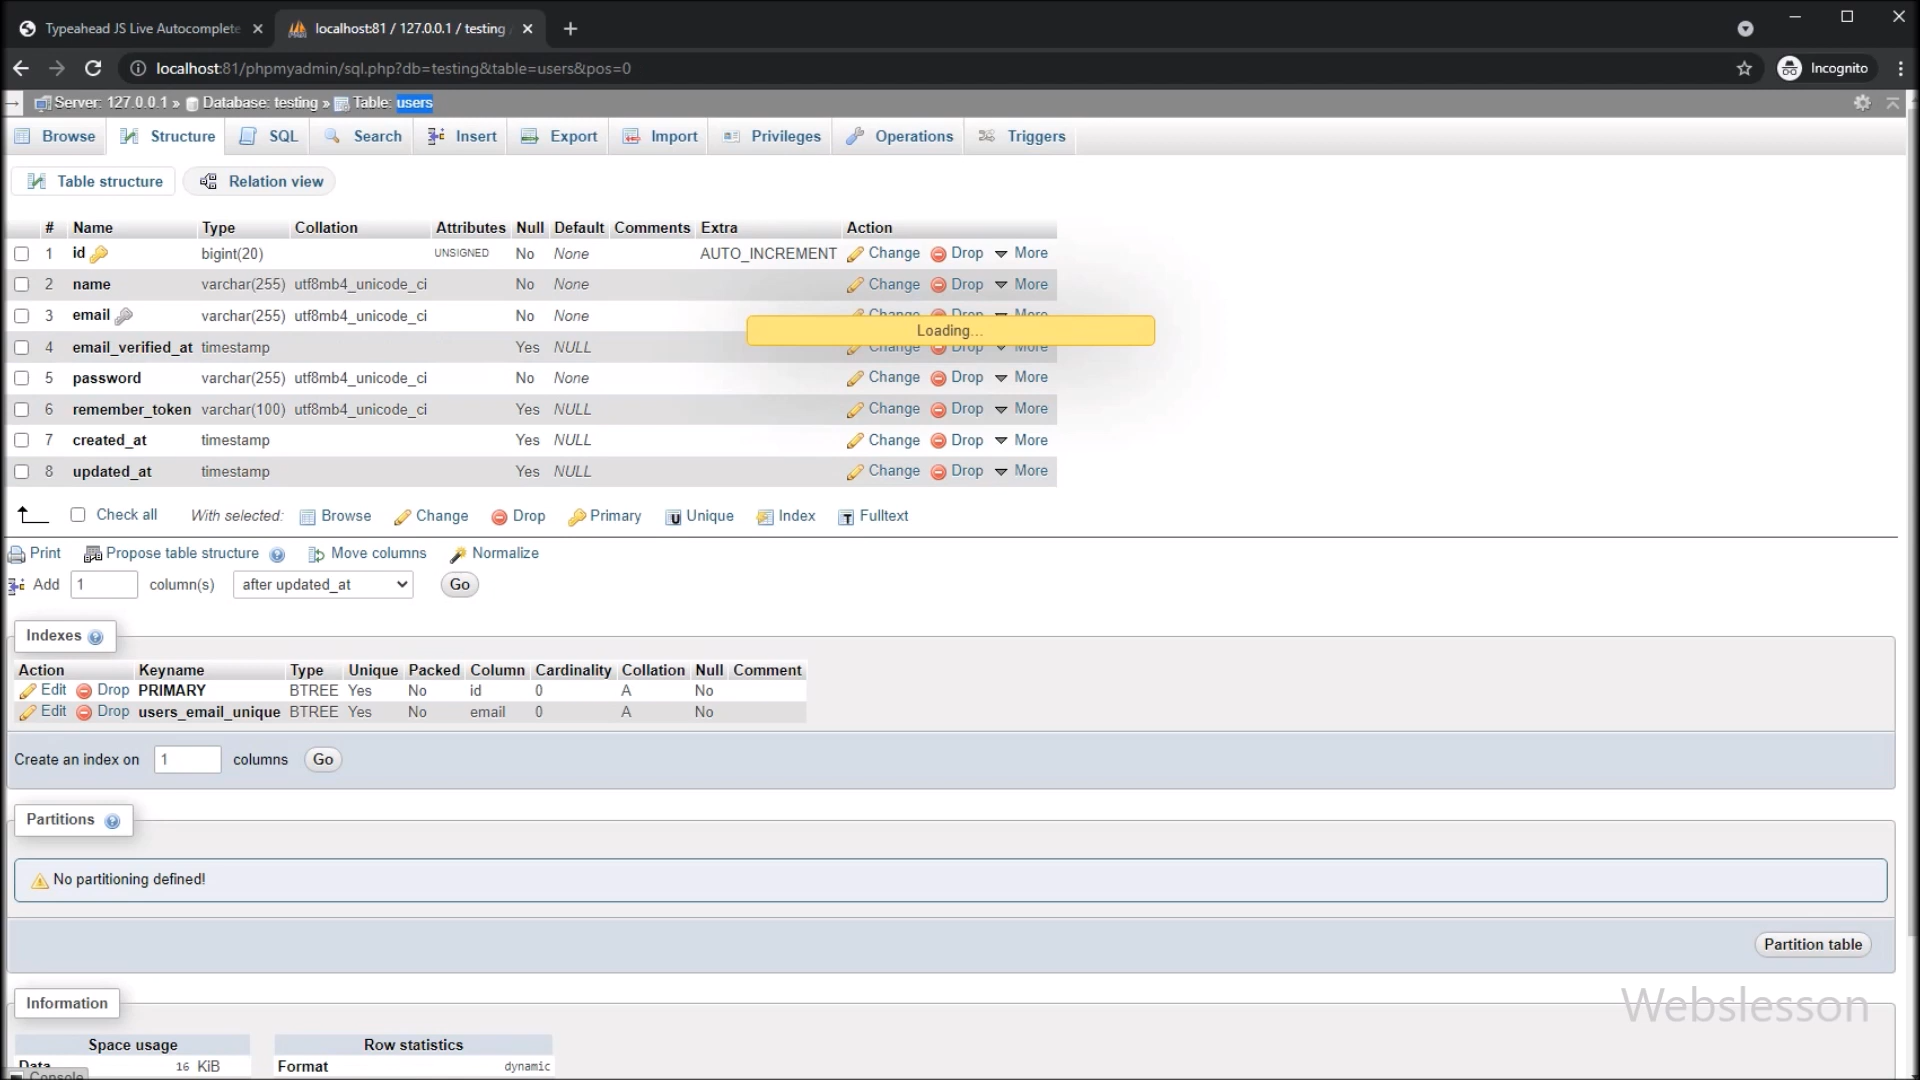 Typeahead JS Live Autocomplete
localhost:81 / 127.0.0.1 / testing
localhost:81/phpmyadmin/sql.php?db=testing&table=users&pos=0
Incognito
Server: 127.0.0.1 » Database: testing » Table: users
Browse Structure SQL Search Insert Export Import Privileges Operations Triggers
Table structure Relation view
# Name Type Collation Attributes Null Default Comments Extra Action
1 id bigint(20) UNSIGNED No None AUTO_INCREMENT Change Drop More
2 name varchar(255) utf8mb4_unicode_ci No None Change Drop More
3 email varchar(255) utf8mb4_unicode_ci No None Change Drop More
Loading...
4 email_verified_at timestamp Yes NULL Change Drop More
5 password varchar(255) utf8mb4_unicode_ci No None Change Drop More
6 remember_token varchar(100) utf8mb4_unicode_ci Yes NULL Change Drop More
7 created_at timestamp Yes NULL Change Drop More
8 updated_at timestamp Yes NULL Change Drop More
Check all With selected: Browse Change Drop Primary Unique Index Fulltext
Print Propose table structure Move columns Normalize
Add 1 column(s) after updated_at Go
Indexes
Action Keyname Type Unique Packed Column Cardinality Collation Null Comment
Edit Drop PRIMARY BTREE Yes No id 0 A No
Edit Drop users_email_unique BTREE Yes No email 0 A No
Create an index on 1 columns Go
Partitions
No partitioning defined!
Partition table
Information
Webslesson
Space usage Row statistics
Data 16 KiB Format dynamic
Console